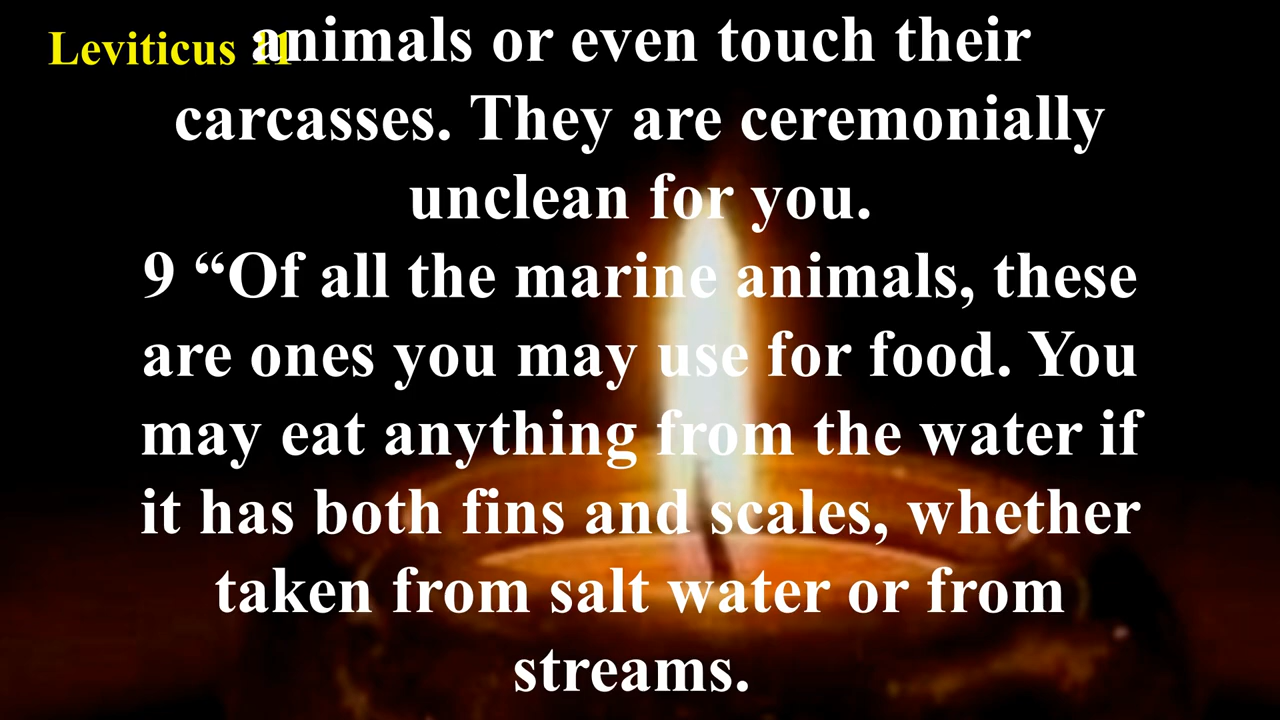 Leviticus 11
animals or even touch their
carcasses. They are ceremonially
unclean for you.
9 “Of all the marine animals, these
are ones you may use for food. You
may eat anything from the water if
it has both fins and scales, whether
taken from salt water or from
streams.